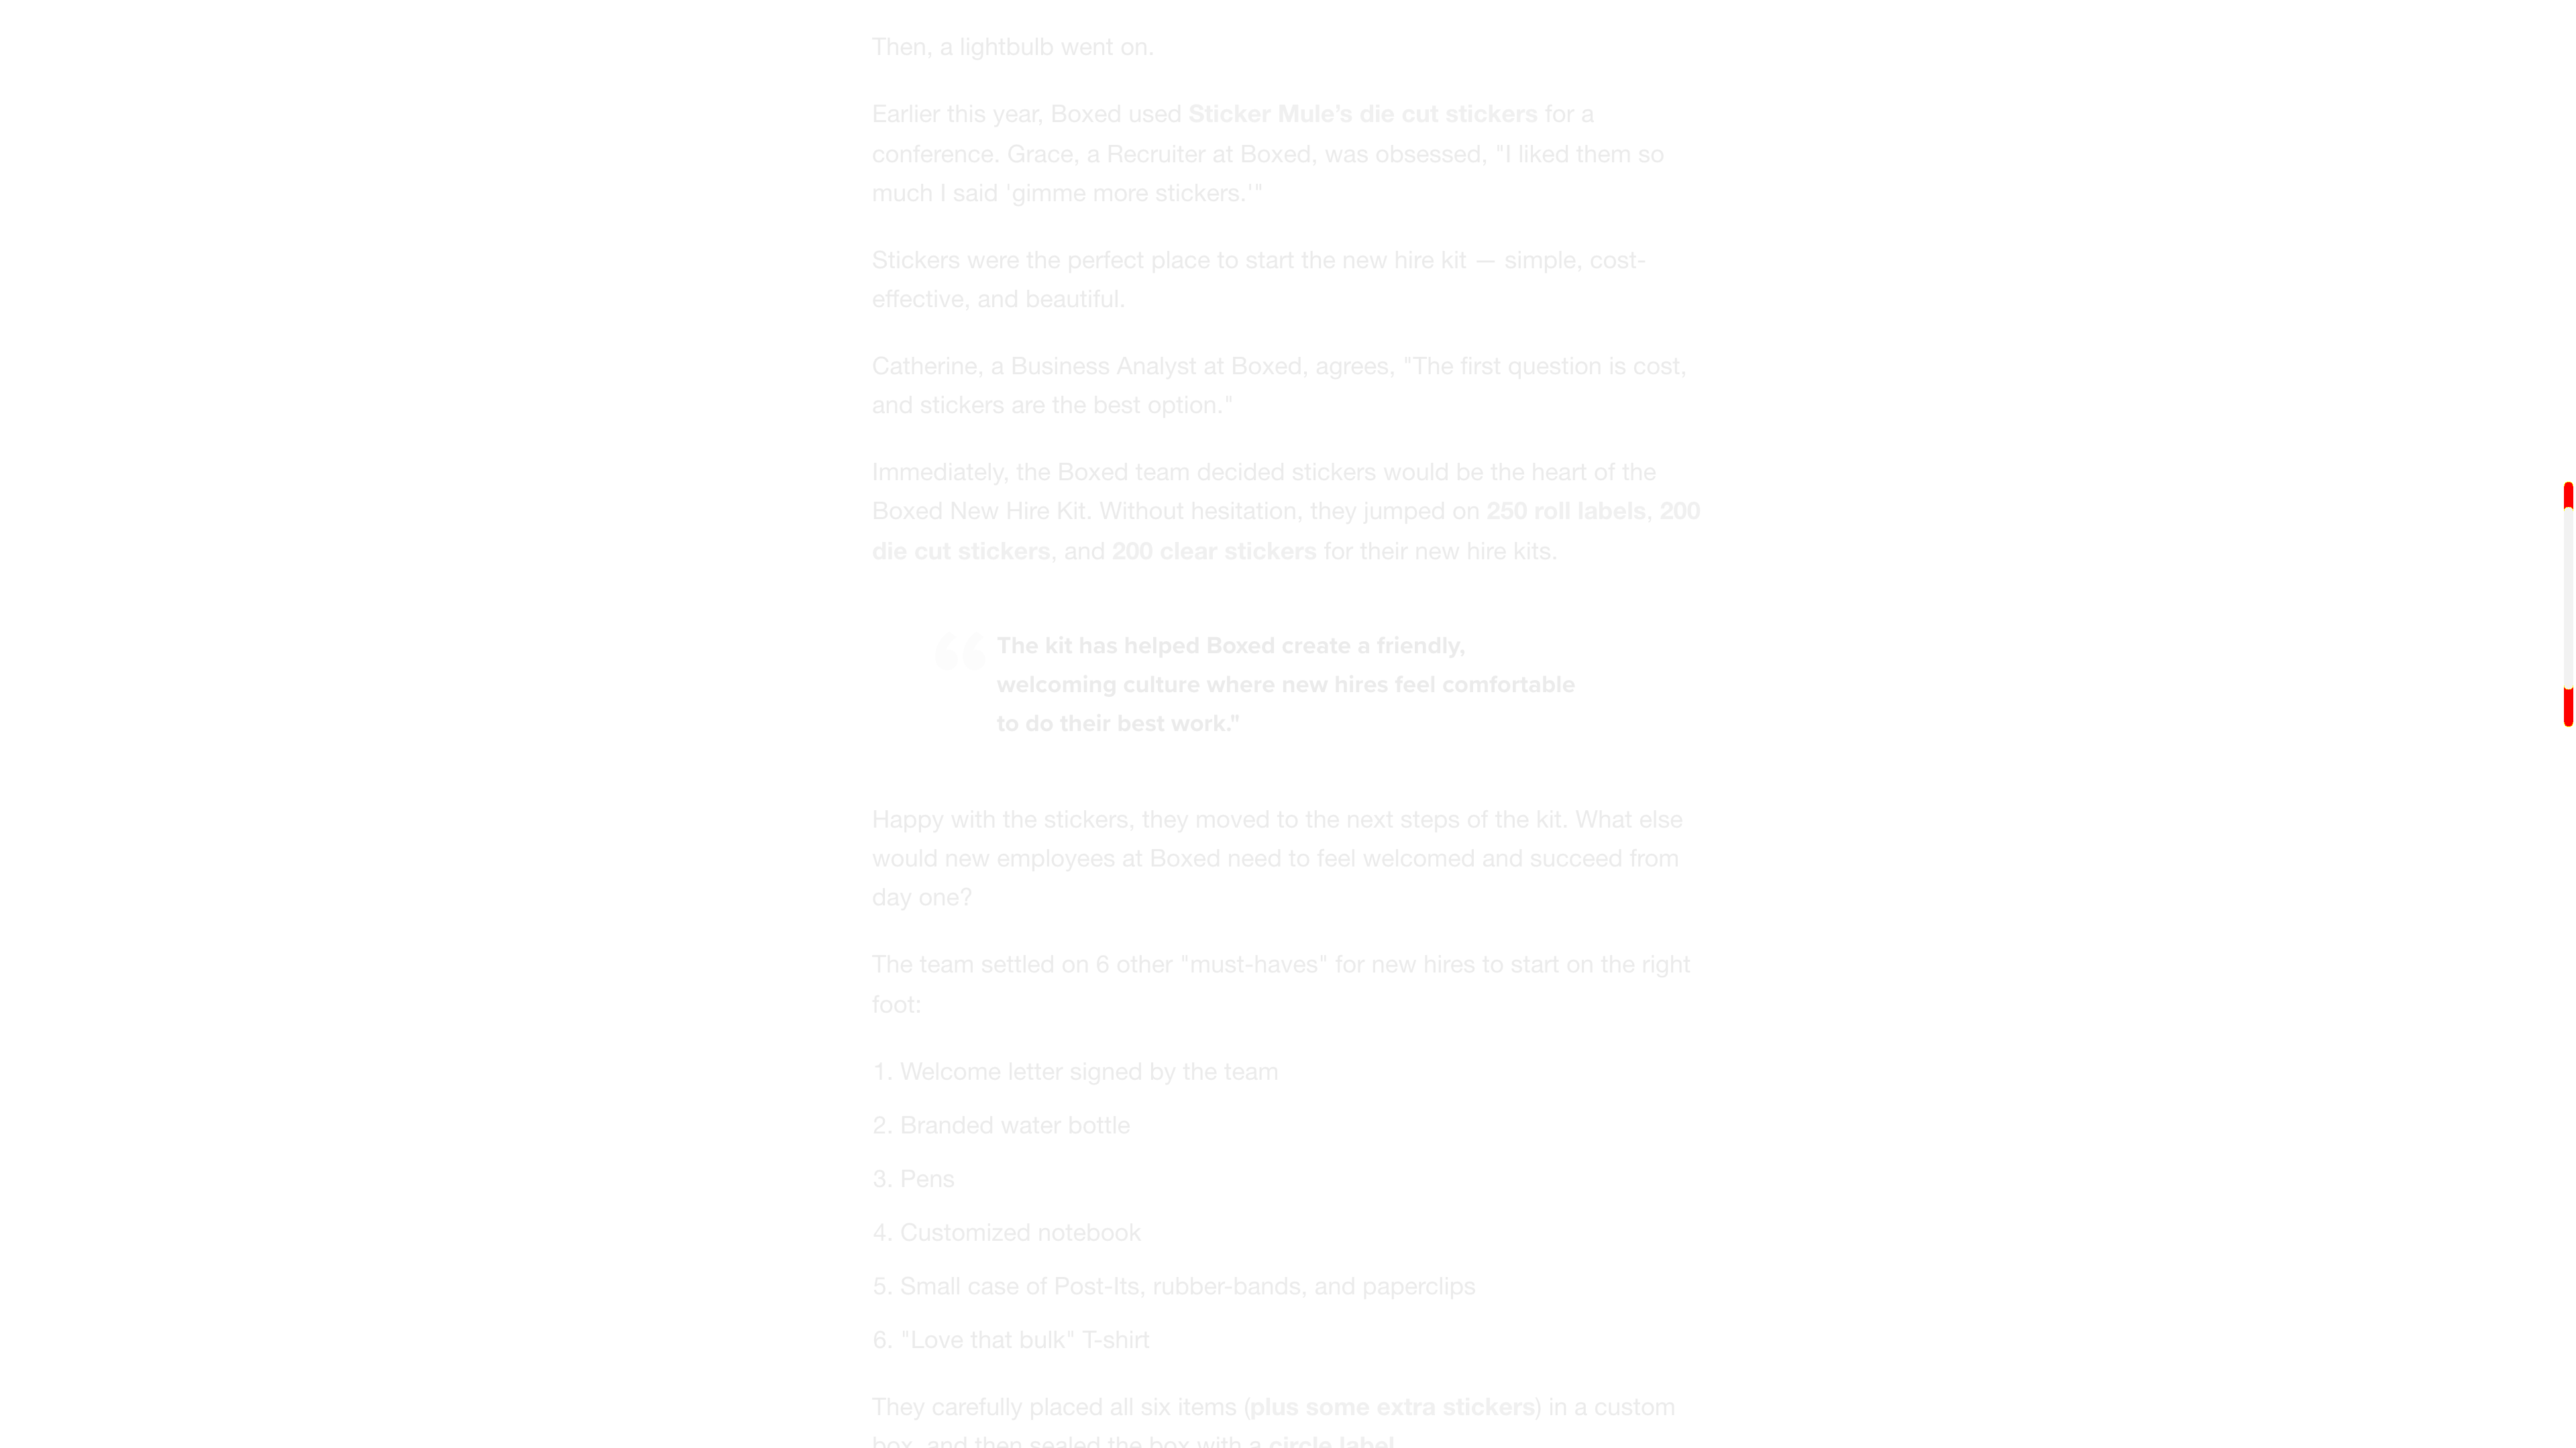 Then, a lightbulb went on.
Earlier this year, Boxed used Sticker Mule’s die cut stickers for a
conference. Grace, a Recruiter at Boxed, was obsessed, "I liked them so
much I said 'gimme more stickers.'"
Stickers were the perfect place to start the new hire kit — simple, cost-
effective, and beautiful.
Catherine, a Business Analyst at Boxed, agrees, "The first question is cost,
and stickers are the best option."
Immediately, the Boxed team decided stickers would be the heart of the
Boxed New Hire Kit. Without hesitation, they jumped on 250 roll labels, 200
die cut stickers, and 200 clear stickers for their new hire kits.
“ The kit has helped Boxed create a friendly,
welcoming culture where new hires feel comfortable
to do their best work."
Happy with the stickers, they moved to the next steps of the kit. What else
would new employees at Boxed need to feel welcomed and succeed from
day one?
The team settled on 6 other "must-haves" for new hires to start on the right
foot:
1. Welcome letter signed by the team
2. Branded water bottle
3. Pens
4. Customized notebook
5. Small case of Post-Its, rubber-bands, and paperclips
6. "Love that bulk" T-shirt
They carefully placed all six items (plus some extra stickers) in a custom
box, and then sealed the box with a circle label.